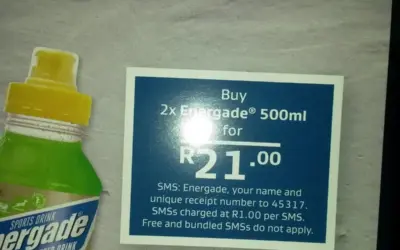 Buy
2x Energade® 500ml
for
R21.00
SMS: Energade, your name and
unique receipt number to 45317.
SMSs charged at R1.00 per SMS.
Free and bundled SMSs do not apply.
SPORTS DRINK
ergade